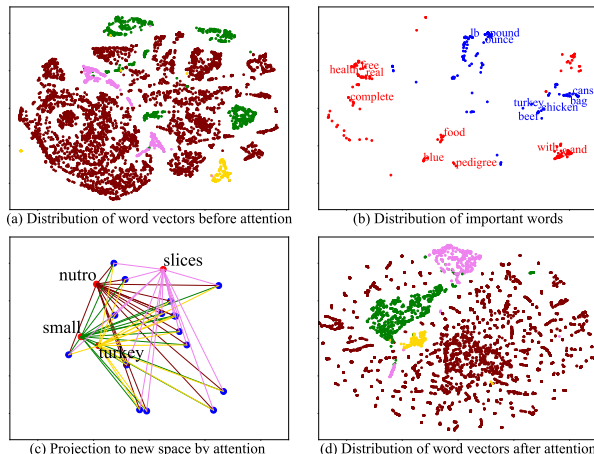 (a) Distribution of word vectors before attention
lb pound
ounce
health free
real
complete
cans
bag
turkey
chicken
beef
food
blue
pedigree
with and
(b) Distribution of important words
slices
nutro
small
turkey
(c) Projection to new space by attention
(d) Distribution of word vectors after attention